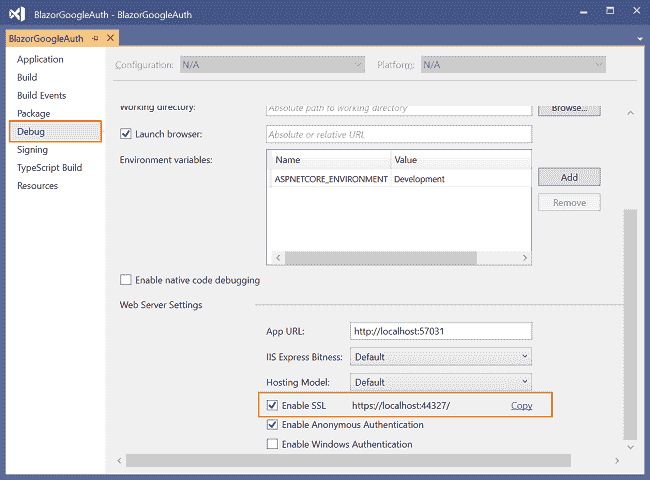 BlazorGoogleAuth - BlazorGoogleAuth
BlazorGoogleAuth
Application
Build
Build Events
Package
Debug
Signing
TypeScript Build
Resources
Configuration: N/A Platform: N/A
Working directory: Absolute path to working directory Browse...
Launch browser: Absolute or relative URL
Environment variables:
Name Value
ASPNETCORE_ENVIRONMENT Development
Add
Remove
Enable native code debugging
Web Server Settings
App URL: http://localhost:57031
IIS Express Bitness: Default
Hosting Model: Default
Enable SSL https://localhost:44327/ Copy
Enable Anonymous Authentication
Enable Windows Authentication